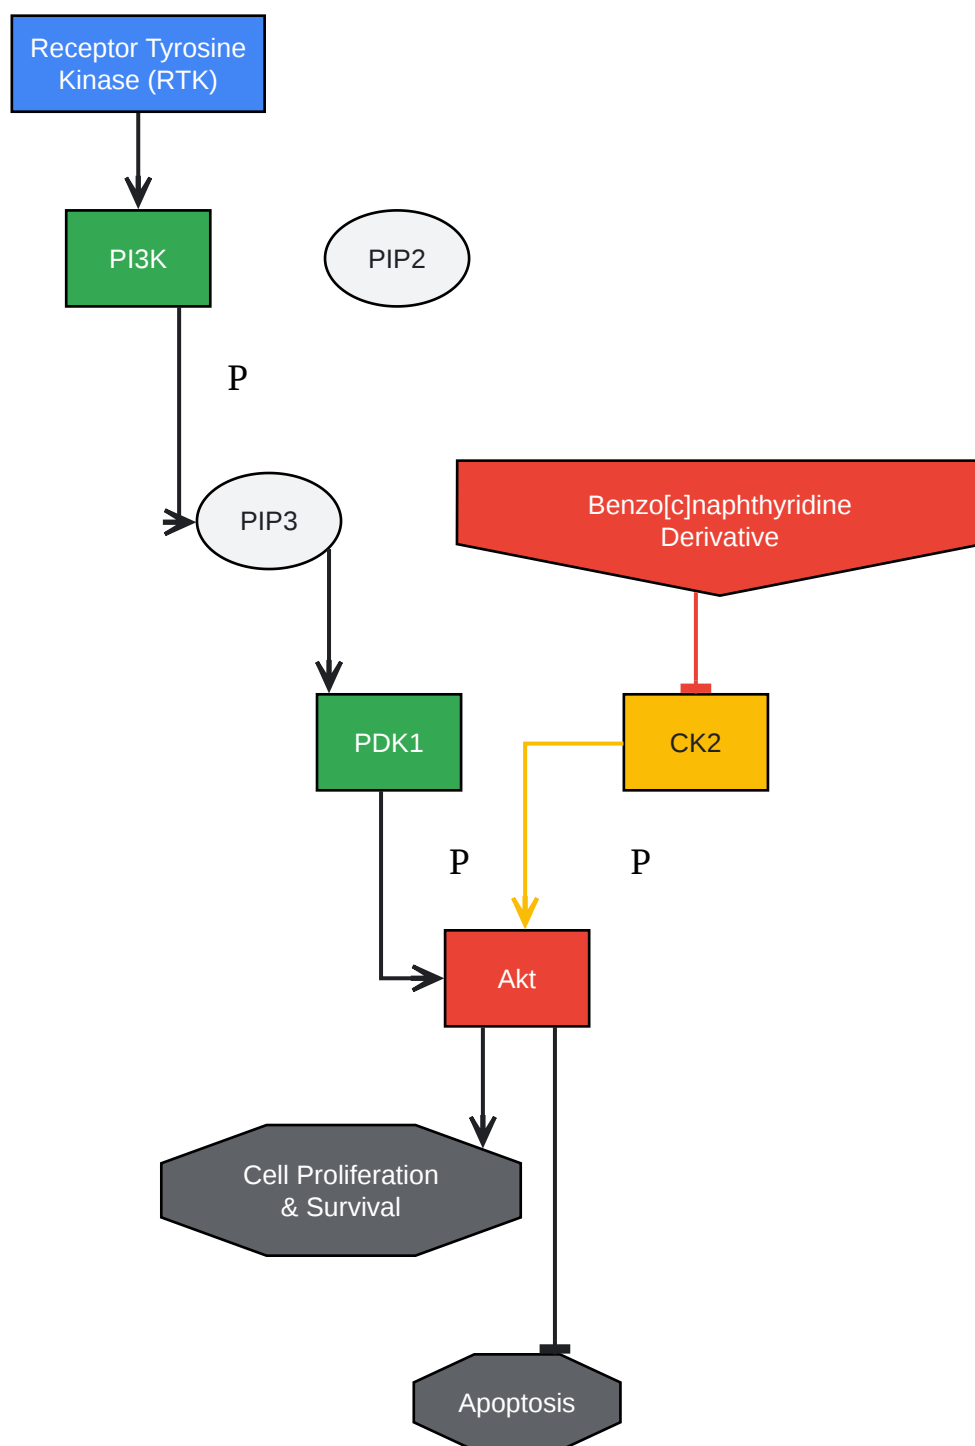 Receptor Tyrosine
Kinase (RTK)
PI3K
PIP2
P
PIP3
Benzo[c]naphthyridine
Derivative
PDK1
CK2
P
P
Akt
Cell Proliferation
& Survival
Apoptosis